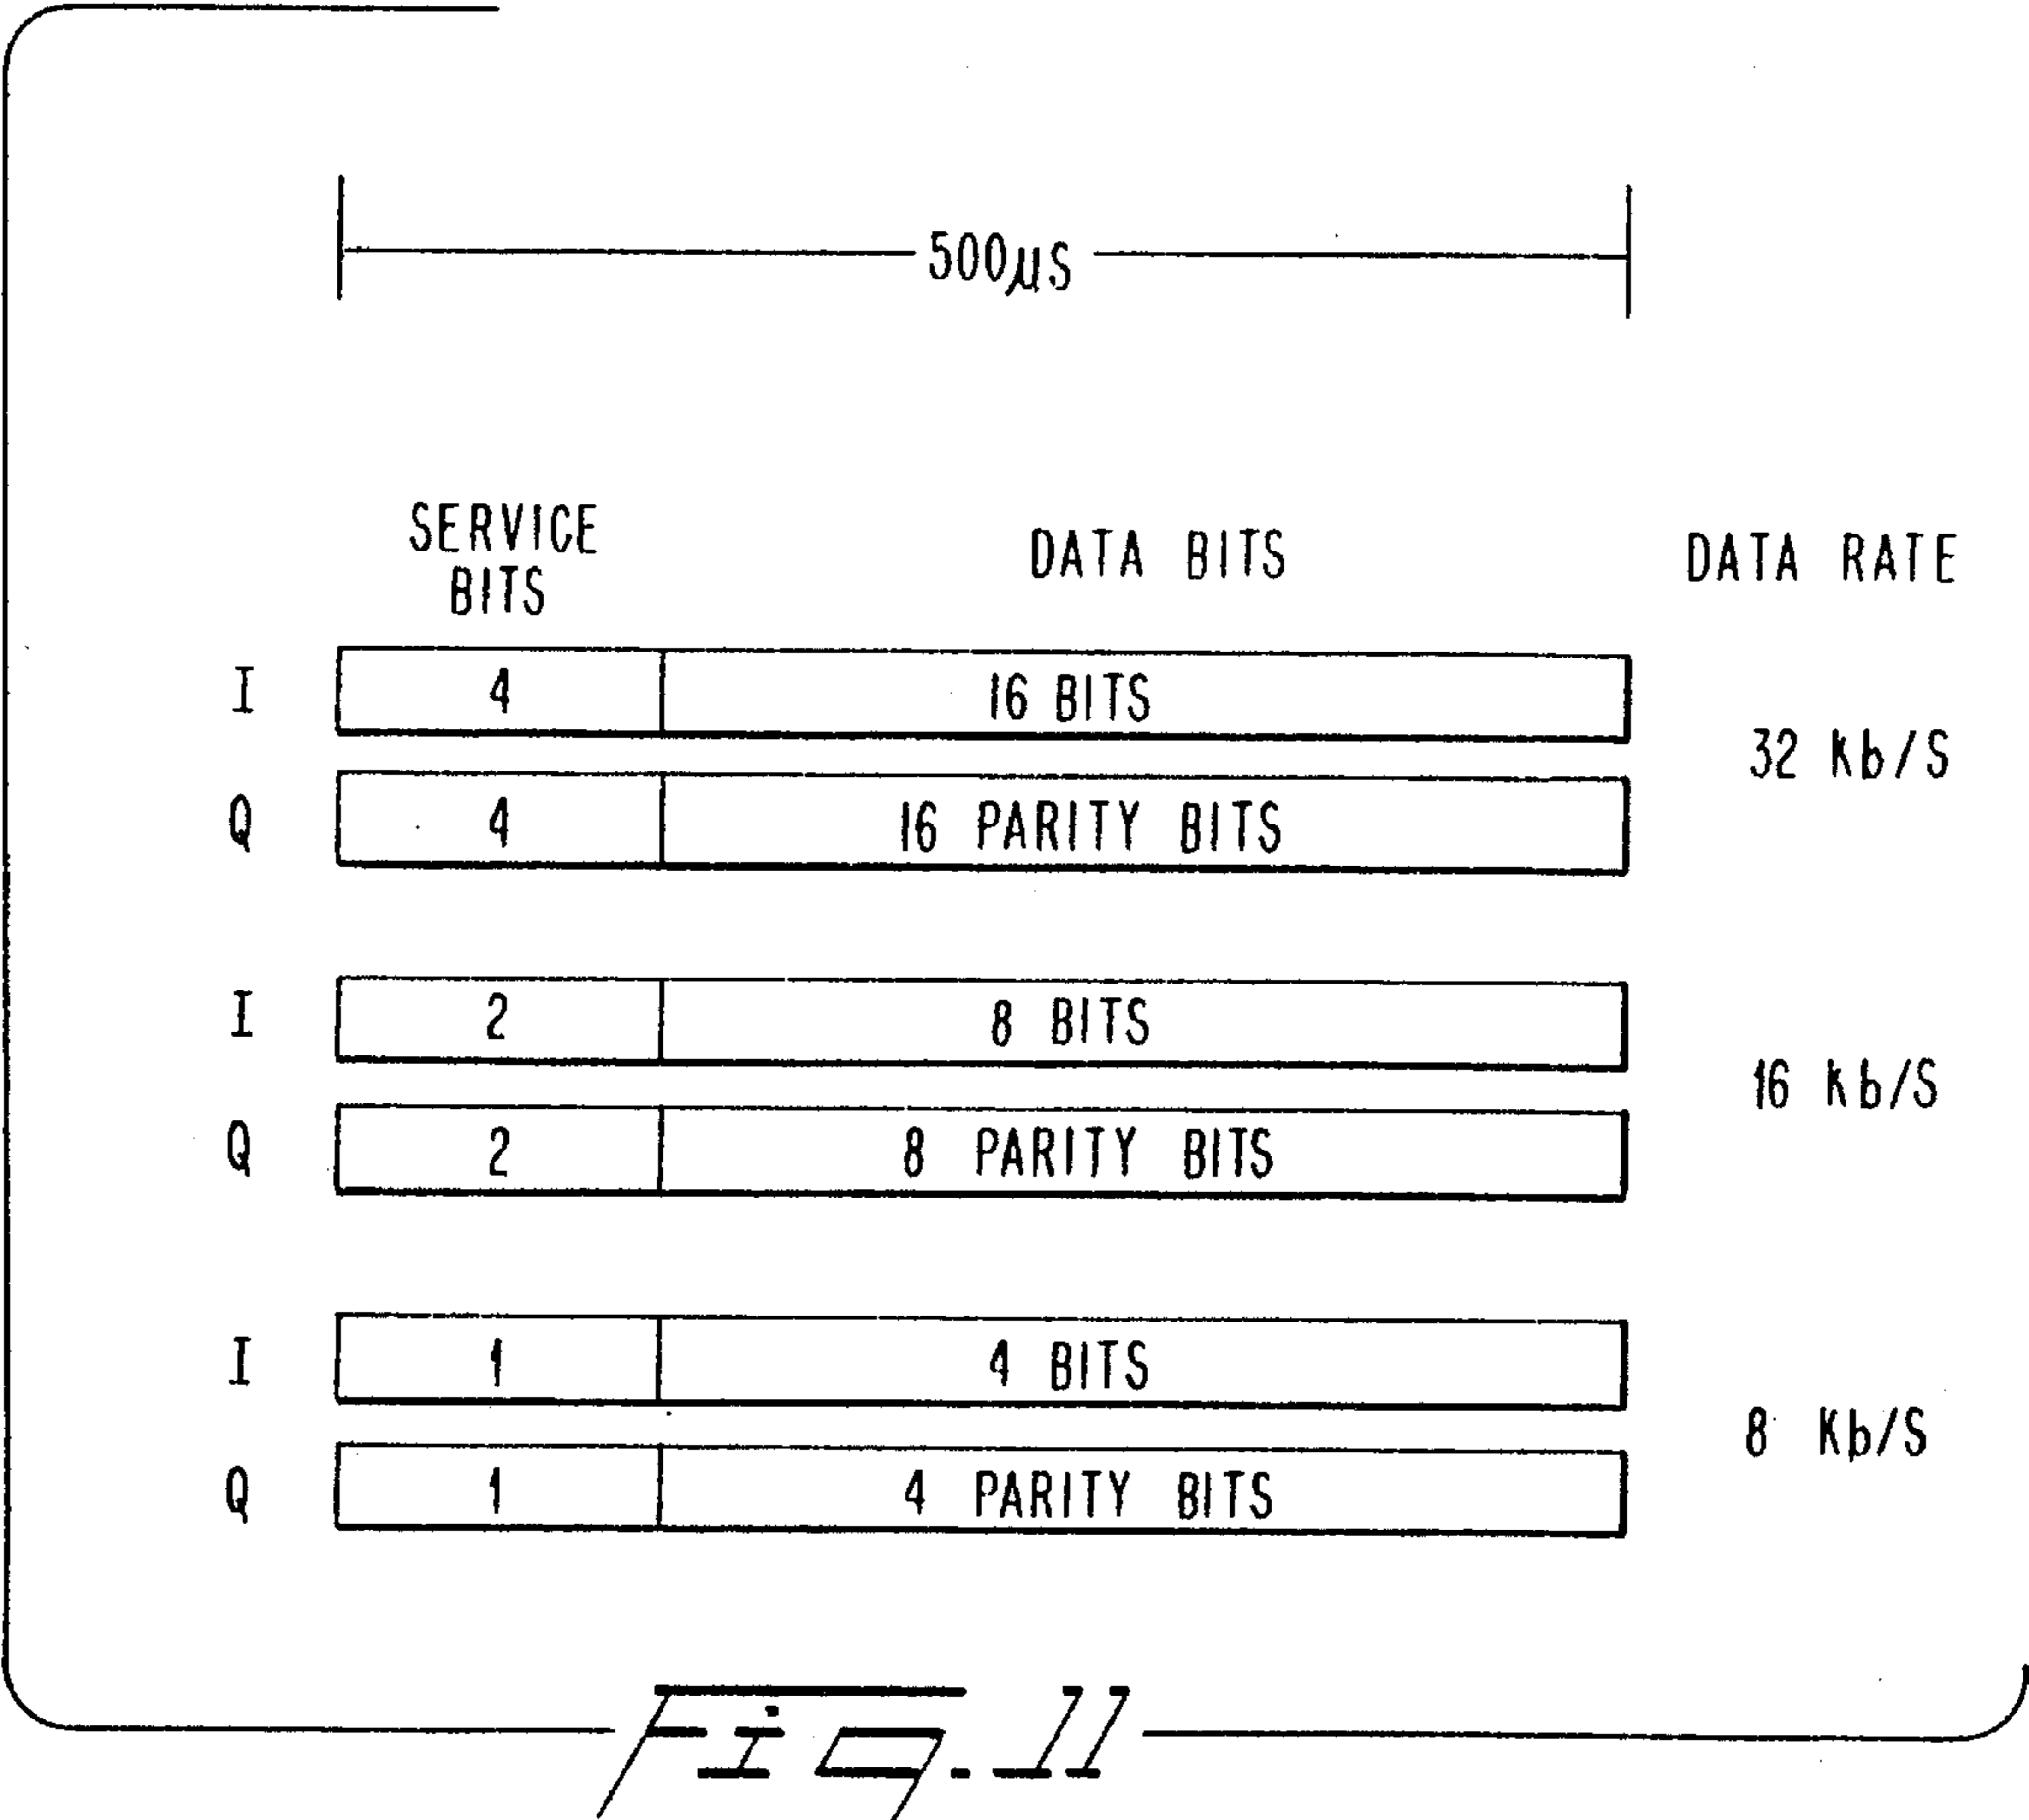 500µS
SERVICE BITS
DATA BITS
DATA RATE
I 4 16 BITS
32 Kb/S
Q 4 16 PARITY BITS
I 2 8 BITS
16 Kb/S
Q 2 8 PARITY BITS
I 1 4 BITS
8 Kb/S
Q 1 4 PARITY BITS
Fig. 11